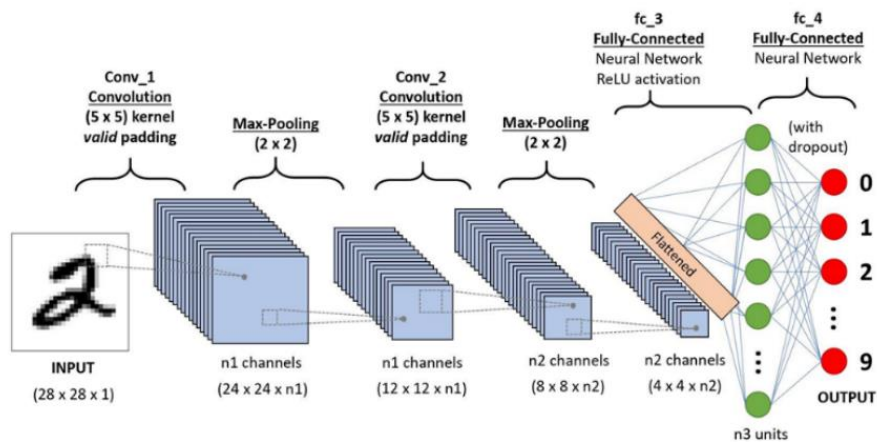 fc_3
Fully-Connected
Neural Network
ReLU activation
fc_4
Fully-Connected
Neural Network
Conv_1
Convolution
(5 x 5) kernel
valid padding
Max-Pooling
(2 x 2)
Conv_2
Convolution
(5 x 5) kernel
valid padding
Max-Pooling
(2 x 2)
(with
dropout)
Flattened
0
1
2
9
INPUT
(28 x 28 x 1)
n1 channels
(24 x 24 x n1)
n1 channels
(12 x 12 x n1)
n2 channels
(8 x 8 x n2)
n2 channels
(4 x 4 x n2)
OUTPUT
n3 units